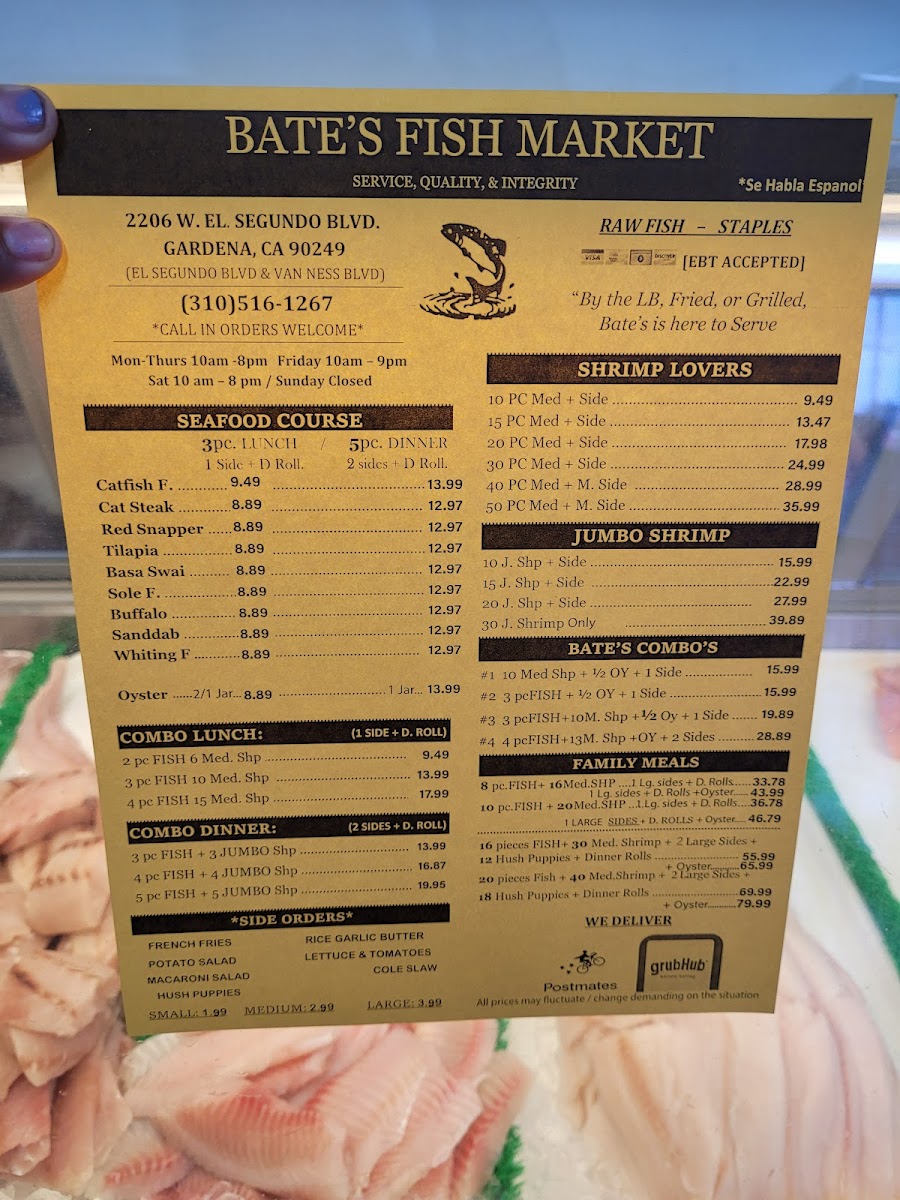 BATE'S FISH MARKET
SERVICE, QUALITY, & INTEGRITY
*Se Habla Espanol
2206 W. EL. SEGUNDO BLVD.
GARDENA, CA 90249
(EL SEGUNDO BLVD & VAN NESS BLVD)
(310)516-1267
*CALL IN ORDERS WELCOME*
Mon-Thurs 10am -8pm Friday 10am – 9pm
Sat 10 am – 8 pm / Sunday Closed
SEAFOOD COURSE
3pc. LUNCH / 5pc. DINNER
1 Side + D Roll. 2 sides + D Roll.
Catfish F. ............ 9.49 ............ 13.99
Cat Steak ............ 8.89 ............ 12.97
Red Snapper ...... 8.89 ............ 12.97
Tilapia ............ 8.89 ............ 12.97
Basa Swai .......... 8.89 ............ 12.97
Sole F. ............ 8.89 ............ 12.97
Buffalo ............ 8.89 ............ 12.97
Sanddab ............ 8.89 ............ 12.97
Whiting F ........... 8.89 ............ 12.97
Oyster ......2/1 Jar... 8.89 ............ 1 Jar... 13.99
COMBO LUNCH: (1 SIDE + D. ROLL)
2 pc FISH 6 Med. Shp ............ 9.49
3 pc FISH 10 Med. Shp ............ 13.99
4 pc FISH 15 Med. Shp ............ 17.99
COMBO DINNER: (2 SIDES + D. ROLL)
3 pc FISH + 3 JUMBO Shp ............ 13.99
4 pc FISH + 4 JUMBO Shp ............ 16.87
5 pc FISH + 5 JUMBO Shp ............ 19.95
*SIDE ORDERS*
FRENCH FRIES RICE GARLIC BUTTER
POTATO SALAD LETTUCE & TOMATOES
MACARONI SALAD COLE SLAW
HUSH PUPPIES
SMALL: 1.99 MEDIUM: 2.99 LARGE: 3.99
RAW FISH – STAPLES
VISA DISCOVER [EBT ACCEPTED]
"By the LB, Fried, or Grilled,
Bate's is here to Serve
SHRIMP LOVERS
10 PC Med + Side ............ 9.49
15 PC Med + Side ............ 13.47
20 PC Med + Side ............ 17.98
30 PC Med + Side ............ 24.99
40 PC Med + M. Side ............ 28.99
50 PC Med + M. Side ............ 35.99
JUMBO SHRIMP
10 J. Shp + Side ............ 15.99
15 J. Shp + Side ............ 22.99
20 J. Shp + Side ............ 27.99
30 J. Shrimp Only ............ 39.89
BATE'S COMBO'S
#1 10 Med Shp + ½ OY + 1 Side ............ 15.99
#2 3 pcFISH + ½ OY + 1 Side ............ 15.99
#3 3 pcFISH+10M. Shp +½ Oy + 1 Side ....... 19.89
#4 4 pcFISH+13M. Shp +OY + 2 Sides .......... 28.89
FAMILY MEALS
8 pc.FISH+ 16Med.SHP ....1 Lg. sides + D. Rolls...... 33.78
1 Lg. sides + D. Rolls +Oyster..... 43.99
10 pc.FISH + 20Med.SHP ...1Lg. sides + D. Rolls.... 36.78
1 LARGE SIDES + D. ROLLS + Oyster.... 46.79
16 pieces FISH+ 30 Med. Shrimp + 2 Large Sides +
12 Hush Puppies + Dinner Rolls ............ 55.99
+ Oyster.......... 65.99
20 pieces Fish + 40 Med.Shrimp + 2 Large Sides +
18 Hush Puppies + Dinner Rolls ............ 69.99
+ Oyster.......... 79.99
WE DELIVER
Postmates
grubHub
All prices may fluctuate / change demanding on the situation